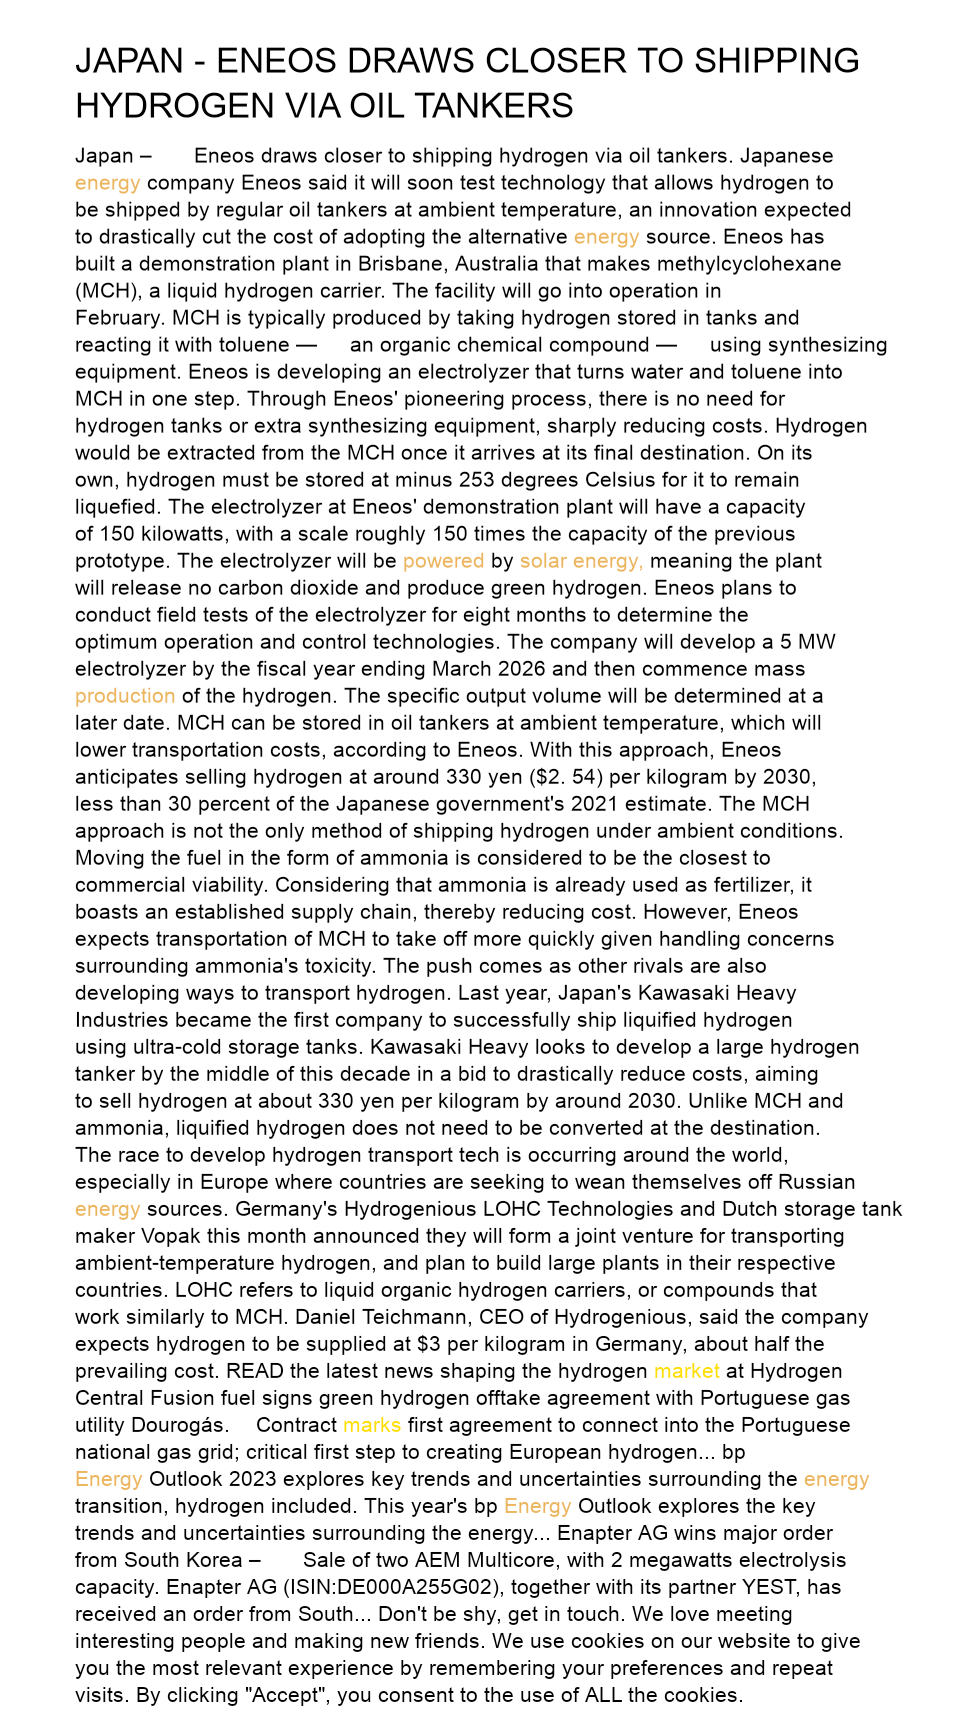 JAPAN - ENEOS DRAWS CLOSER TO SHIPPING
HYDROGEN VIA OIL TANKERS
Japan – Eneos draws closer to shipping hydrogen via oil tankers. Japanese
energy company Eneos said it will soon test technology that allows hydrogen to
be shipped by regular oil tankers at ambient temperature, an innovation expected
to drastically cut the cost of adopting the alternative energy source. Eneos has
built a demonstration plant in Brisbane, Australia that makes methylcyclohexane
(MCH), a liquid hydrogen carrier. The facility will go into operation in
February. MCH is typically produced by taking hydrogen stored in tanks and
reacting it with toluene — an organic chemical compound — using synthesizing
equipment. Eneos is developing an electrolyzer that turns water and toluene into
MCH in one step. Through Eneos' pioneering process, there is no need for
hydrogen tanks or extra synthesizing equipment, sharply reducing costs. Hydrogen
would be extracted from the MCH once it arrives at its final destination. On its
own, hydrogen must be stored at minus 253 degrees Celsius for it to remain
liquefied. The electrolyzer at Eneos' demonstration plant will have a capacity
of 150 kilowatts, with a scale roughly 150 times the capacity of the previous
prototype. The electrolyzer will be powered by solar energy, meaning the plant
will release no carbon dioxide and produce green hydrogen. Eneos plans to
conduct field tests of the electrolyzer for eight months to determine the
optimum operation and control technologies. The company will develop a 5 MW
electrolyzer by the fiscal year ending March 2026 and then commence mass
production of the hydrogen. The specific output volume will be determined at a
later date. MCH can be stored in oil tankers at ambient temperature, which will
lower transportation costs, according to Eneos. With this approach, Eneos
anticipates selling hydrogen at around 330 yen ($2. 54) per kilogram by 2030,
less than 30 percent of the Japanese government's 2021 estimate. The MCH
approach is not the only method of shipping hydrogen under ambient conditions.
Moving the fuel in the form of ammonia is considered to be the closest to
commercial viability. Considering that ammonia is already used as fertilizer, it
boasts an established supply chain, thereby reducing cost. However, Eneos
expects transportation of MCH to take off more quickly given handling concerns
surrounding ammonia's toxicity. The push comes as other rivals are also
developing ways to transport hydrogen. Last year, Japan's Kawasaki Heavy
Industries became the first company to successfully ship liquified hydrogen
using ultra-cold storage tanks. Kawasaki Heavy looks to develop a large hydrogen
tanker by the middle of this decade in a bid to drastically reduce costs, aiming
to sell hydrogen at about 330 yen per kilogram by around 2030. Unlike MCH and
ammonia, liquified hydrogen does not need to be converted at the destination.
The race to develop hydrogen transport tech is occurring around the world,
especially in Europe where countries are seeking to wean themselves off Russian
energy sources. Germany's Hydrogenious LOHC Technologies and Dutch storage tank
maker Vopak this month announced they will form a joint venture for transporting
ambient-temperature hydrogen, and plan to build large plants in their respective
countries. LOHC refers to liquid organic hydrogen carriers, or compounds that
work similarly to MCH. Daniel Teichmann, CEO of Hydrogenious, said the company
expects hydrogen to be supplied at $3 per kilogram in Germany, about half the
prevailing cost. READ the latest news shaping the hydrogen market at Hydrogen
Central Fusion fuel signs green hydrogen offtake agreement with Portuguese gas
utility Dourogás. Contract marks first agreement to connect into the Portuguese
national gas grid; critical first step to creating European hydrogen... bp
Energy Outlook 2023 explores key trends and uncertainties surrounding the energy
transition, hydrogen included. This year's bp Energy Outlook explores the key
trends and uncertainties surrounding the energy... Enapter AG wins major order
from South Korea – Sale of two AEM Multicore, with 2 megawatts electrolysis
capacity. Enapter AG (ISIN:DE000A255G02), together with its partner YEST, has
received an order from South... Don't be shy, get in touch. We love meeting
interesting people and making new friends. We use cookies on our website to give
you the most relevant experience by remembering your preferences and repeat
visits. By clicking "Accept", you consent to the use of ALL the cookies.